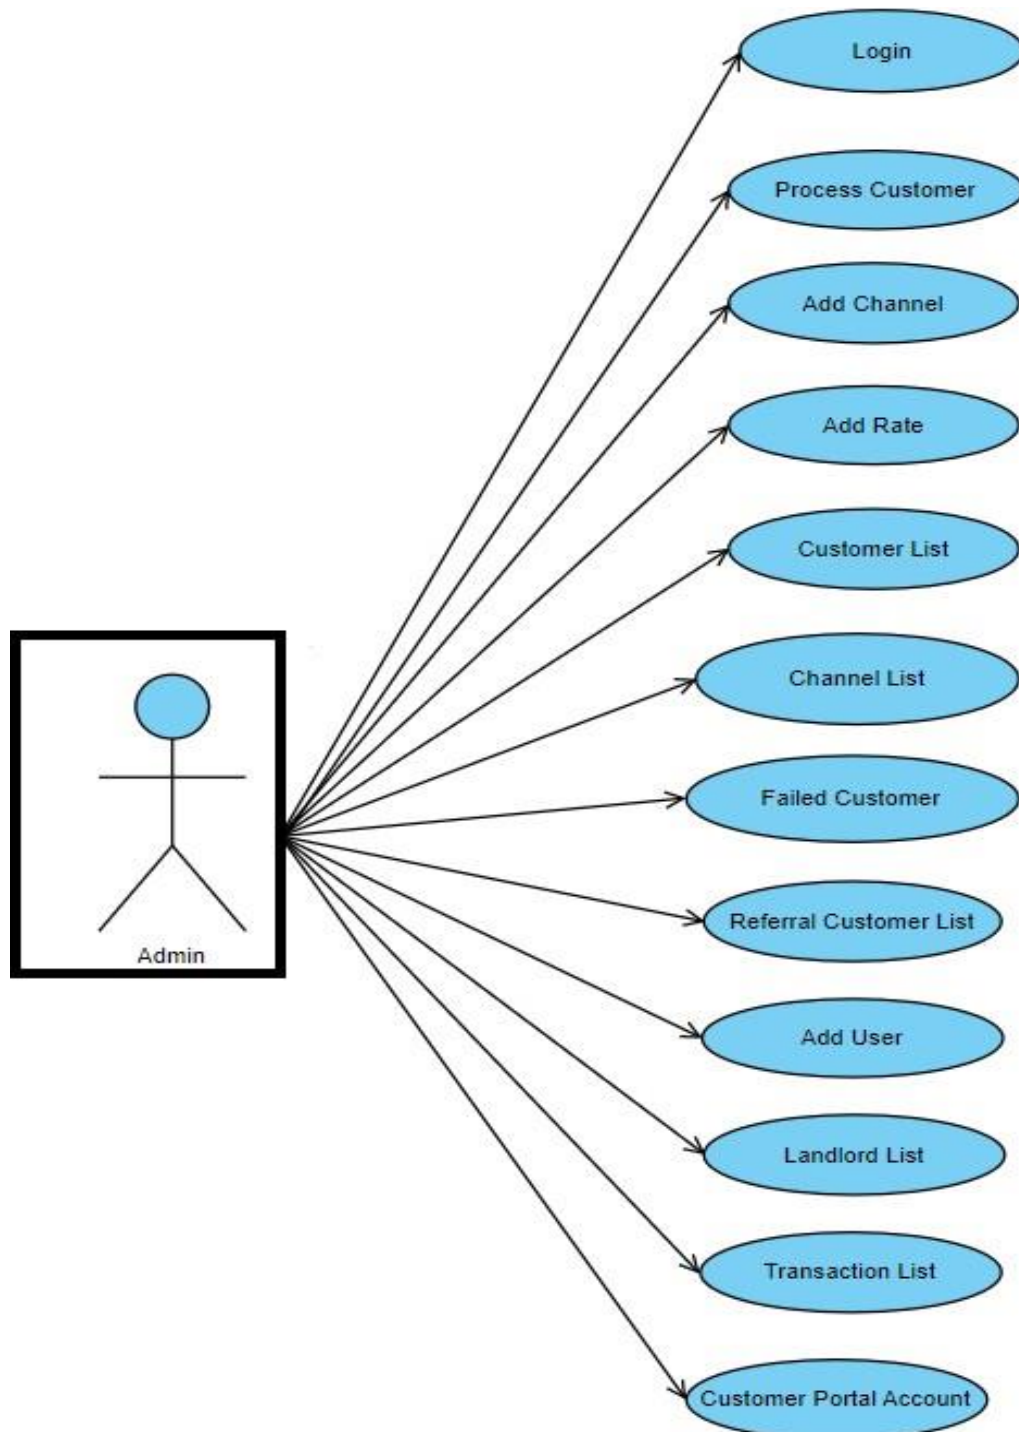 Login
Process Customer
Add Channel
Add Rate
Customer List
Channel List
Failed Customer
Referral Customer List
Add User
Landlord List
Transaction List
Customer Portal Account
Admin